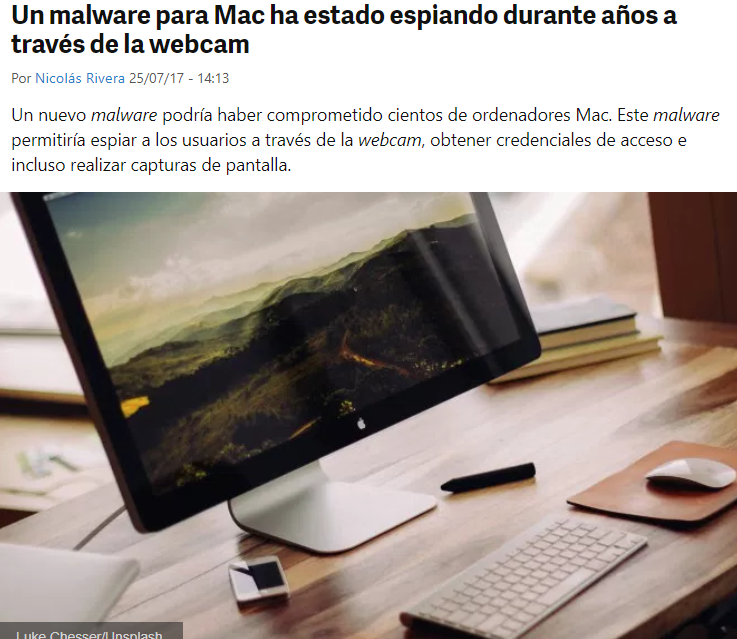 Un malware para Mac ha estado espiando durante años a
través de la webcam
Por Nicolás Rivera 25/07/17 - 14:13
Un nuevo malware podría haber comprometido cientos de ordenadores Mac. Este malware
permitiría espiar a los usuarios a través de la webcam, obtener credenciales de acceso e
incluso realizar capturas de pantalla.
Luke Chesser/Unsplash